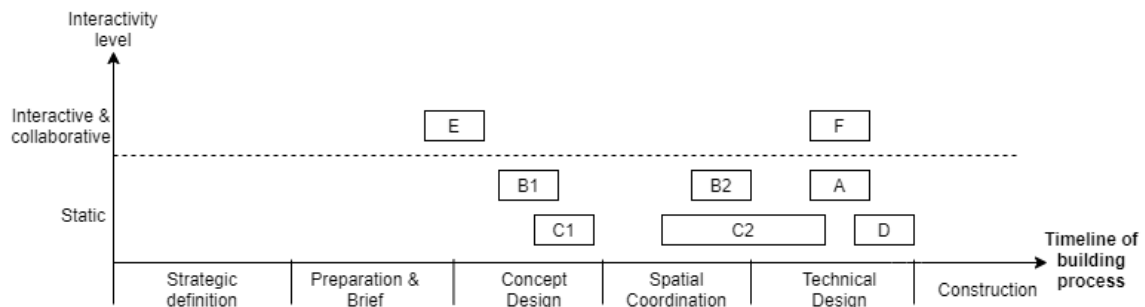 Interactivity
level
Interactive &
collaborative
E
F
B1
B2
A
Static
C1
C2
D
Timeline of
building
process
Strategic
definition
Preparation &
Brief
Concept
Design
Spatial
Coordination
Technical
Design
Construction